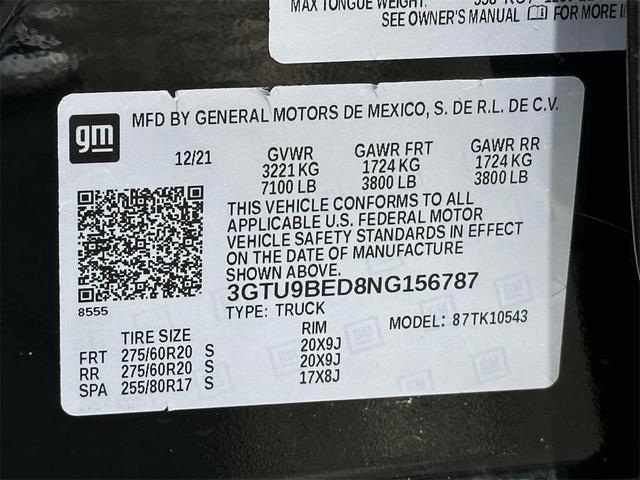 MAX TONGUE WEIGHT:
SEE OWNER'S MANUAL FOR MORE
gm
MFD BY GENERAL MOTORS DE MEXICO, S. DE R.L. DE C.V.
12/21
GVWR GAWR FRT GAWR RR
3221 KG 1724 KG 1724 KG
7100 LB 3800 LB 3800 LB
THIS VEHICLE CONFORMS TO ALL
APPLICABLE U.S. FEDERAL MOTOR
VEHICLE SAFETY STANDARDS IN EFFECT
ON THE DATE OF MANUFACTURE
SHOWN ABOVE.
8555
3GTU9BED8NG156787
TYPE: TRUCK MODEL: 87TK10543
TIRE SIZE RIM
FRT 275/60R20 S 20X9J
RR 275/60R20 S 20X9J
SPA 255/80R17 S 17X8J